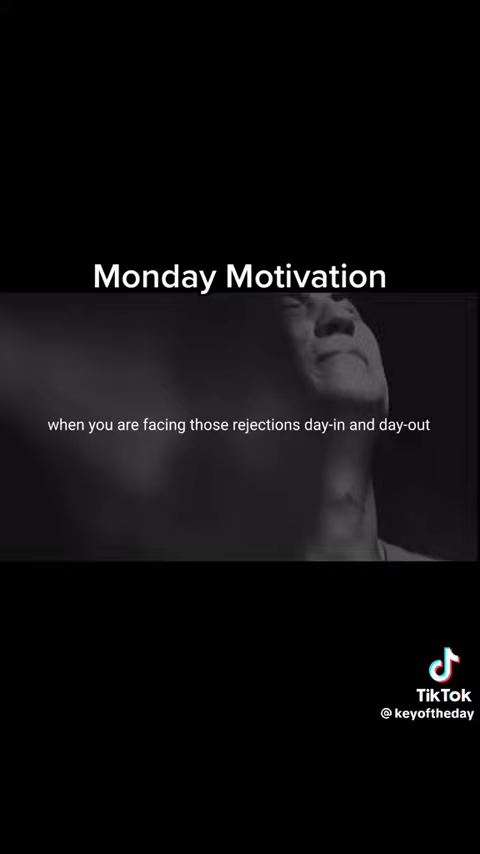 Monday Motivation
when you are facing those rejections day-in and day-out
TikTok
@keyoftheday